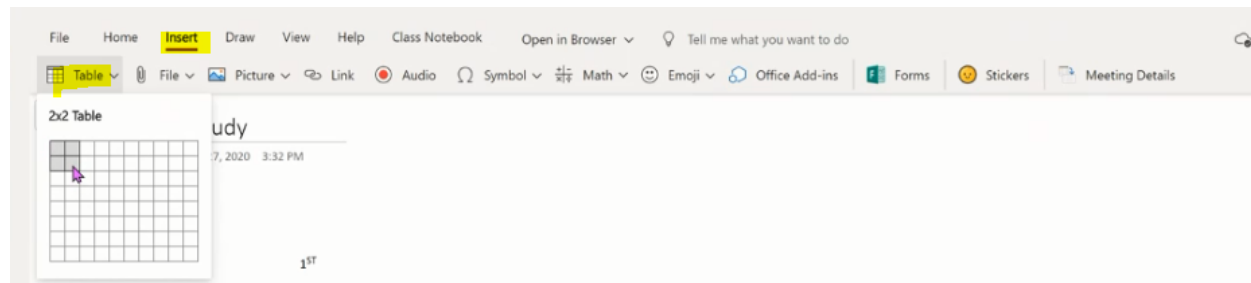 File Home Insert Draw View Help Class Notebook Open in Browser Tell me what you want to do
Table File Picture Link Audio Symbol Math Emoji Office Add-ins Forms Stickers Meeting Details
2x2 Table
udy
7, 2020 3:32 PM
1ST